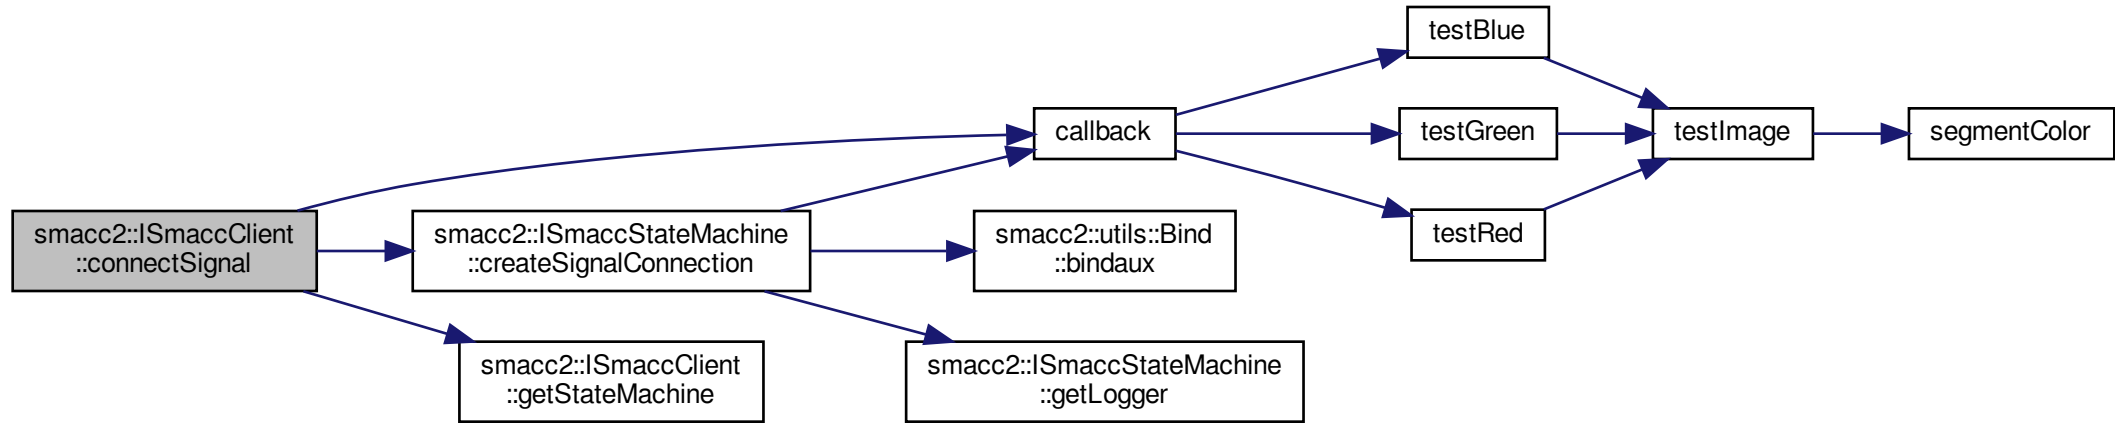 smacc2::ISmaccClient
::connectSignal
smacc2::ISmaccStateMachine
::createSignalConnection
smacc2::ISmaccClient
::getStateMachine
callback
smacc2::utils::Bind
::bindaux
smacc2::ISmaccStateMachine
::getLogger
testBlue
testGreen
testRed
testImage
segmentColor